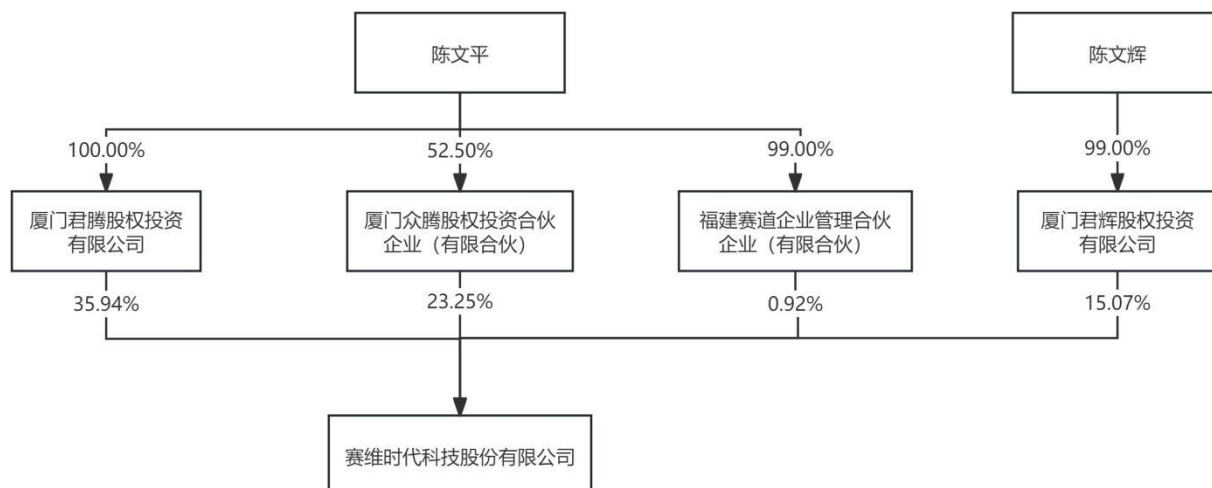 陈文平
陈文辉
100.00%
52.50%
99.00%
99.00%
厦门君腾股权投资
有限公司
厦门众腾股权投资合伙
企业（有限合伙）
福建赛道企业管理合伙
企业（有限合伙）
厦门君辉股权投资
有限公司
35.94%
23.25%
0.92%
15.07%
赛维时代科技股份有限公司